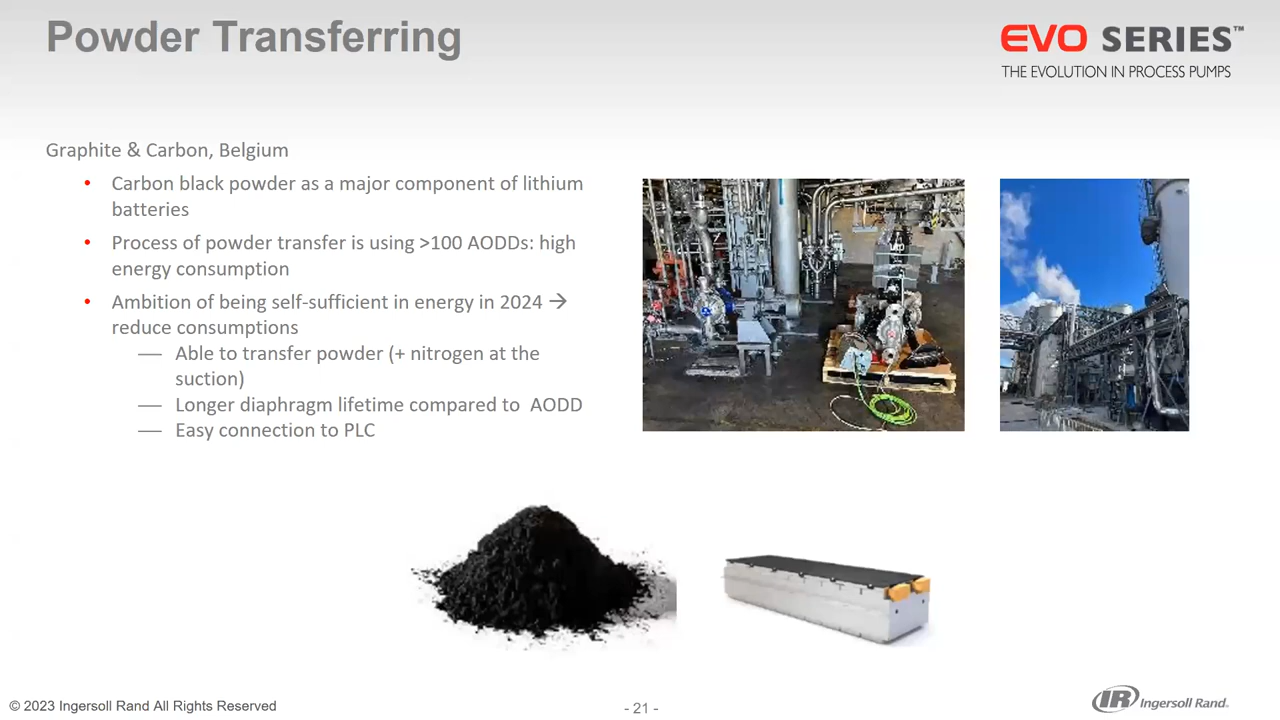 Powder Transferring
EVO SERIES™
THE EVOLUTION IN PROCESS PUMPS
Graphite & Carbon, Belgium
• Carbon black powder as a major component of lithium
batteries
• Process of powder transfer is using >100 AODDs: high
energy consumption
• Ambition of being self-sufficient in energy in 2024 →
reduce consumptions
— Able to transfer powder (+ nitrogen at the
suction)
— Longer diaphragm lifetime compared to AODD
— Easy connection to PLC
© 2023 Ingersoll Rand All Rights Reserved
- 21 -
IR Ingersoll Rand.